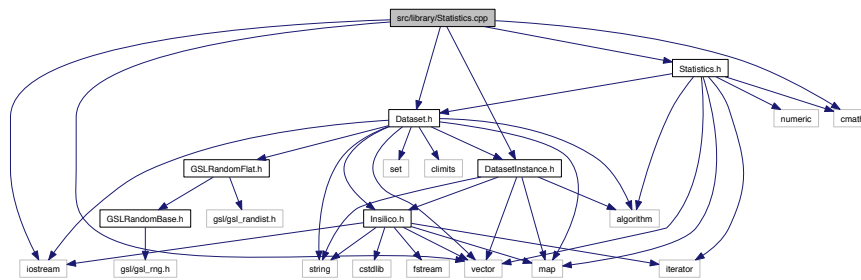 src/library/Statistics.cpp
Statistics.h
Dataset.h
numeric
cmath
GSLRandomFlat.h
set
climits
DatasetInstance.h
GSLRandomBase.h
gsl/gsl_randist.h
Insilico.h
algorithm
iostream
gsl/gsl_rng.h
string
cstdlib
fstream
vector
map
iterator